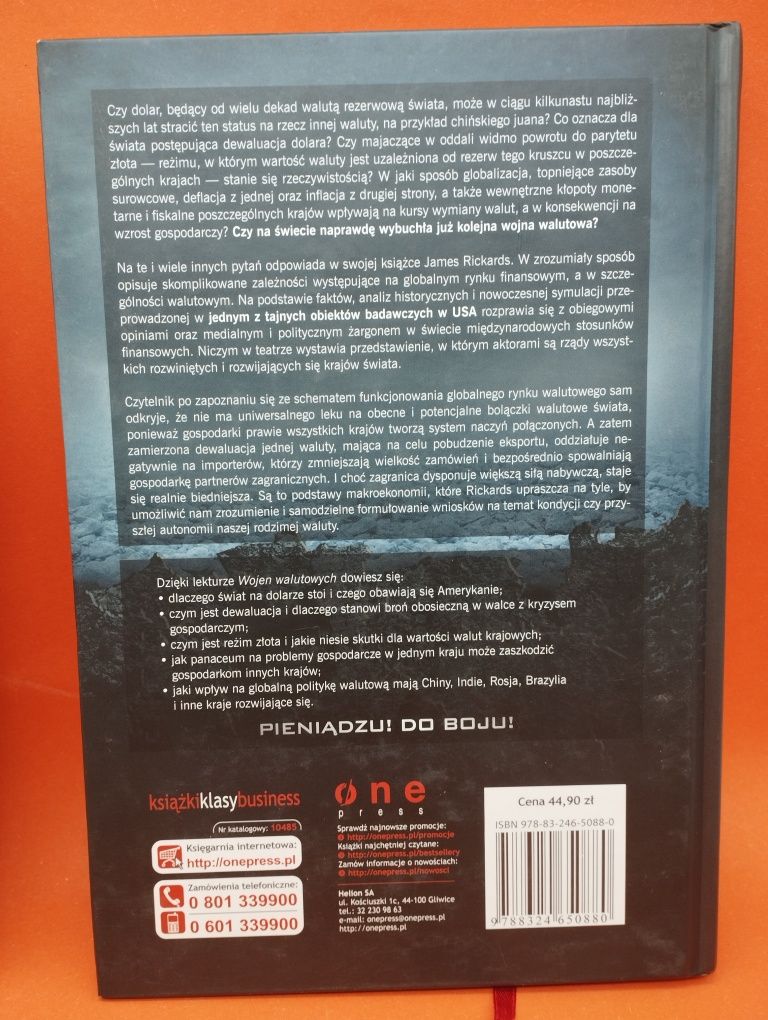 Czy dolar, będący od wielu dekad walutą rezerwową świata, może w ciągu kilkunastu najbliż-
szych lat stracić ten status na rzecz innej waluty, na przykład chińskiego juana? Co oznacza dla
świata postępująca dewaluacja dolara? Czy majaczące w oddali widmo powrotu do parytetu
złota — reżimu, w którym wartość waluty jest uzależniona od rezerw tego kruszcu w poszcze-
gólnych krajach — stanie się rzeczywistością? W jaki sposób globalizacja, topniejące zasoby
surowcowe, deflacja z jednej oraz inflacja z drugiej strony, a także wewnętrzne kłopoty mone-
tarne i fiskalne poszczególnych krajów wpływają na kursy wymiany walut, a w konsekwencji na
wzrost gospodarczy? Czy na świecie naprawdę wybuchła już kolejna wojna walutowa?
Na te i wiele innych pytań odpowiada w swojej książce James Rickards. W zrozumiały sposób
opisuje skomplikowane zależności występujące na globalnym rynku finansowym, a w szcze-
gólności walutowym. Na podstawie faktów, analiz historycznych i nowoczesnej symulacji prze-
prowadzonej w jednym z tajnych obiektów badawczych w USA rozprawia się z obiegowymi
opiniami oraz medialnym i politycznym żargonem w świecie międzynarodowych stosunków
finansowych. Niczym w teatrze wystawia przedstawienie, w którym aktorami są rządy wszyst-
kich rozwiniętych i rozwijających się krajów świata.
Czytelnik po zapoznaniu się ze schematem funkcjonowania globalnego rynku walutowego sam
odkryje, że nie ma uniwersalnego leku na obecne i potencjalne bolączki walutowe świata,
ponieważ gospodarki prawie wszystkich krajów tworzą system naczyń połączonych. A zatem
zamierzona dewaluacja jednej waluty, mająca na celu pobudzenie eksportu, oddziałuje ne-
gatywnie na importerów, którzy zmniejszają wielkość zamówień i bezpośrednio spowalniają
gospodarkę partnerów zagranicznych. I choć zagranica dysponuje większą siłą nabywczą, staje
się realnie biedniejsza. Są to podstawy makroekonomii, które Rickards upraszcza na tyle, by
umożliwić nam zrozumienie i samodzielne formułowanie wniosków na temat kondycji czy przy-
szłej autonomii naszej rodzimej waluty.
Dzięki lekturze Wojen walutowych dowiesz się:
• dlaczego świat na dolarze stoi i czego obawiają się Amerykanie;
• czym jest dewaluacja i dlaczego stanowi broń obosieczną w walce z kryzysem
gospodarczym;
• czym jest reżim złota i jakie niesie skutki dla wartości walut krajowych;
• jak panaceum na problemy gospodarcze w jednym kraju może zaszkodzić
gospodarkom innych krajów;
• jaki wpływ na globalną politykę walutową mają Chiny, Indie, Rosja, Brazylia
i inne kraje rozwijające się.
PIENIĄDZU! DO BOJU!
książkiklasybusiness
Nr katalogowy: 10485
Księgarnia internetowa:
http://onepress.pl
Zamówienia telefoniczne:
0 801 339900
0 601 339900
one
press
Sprawdź najnowsze promocje:
http://onepress.pl/promocje
Książki najchętniej czytane:
http://onepress.pl/bestsellery
Zamów informacje o nowościach:
http://onepress.pl/nowosci
Helion SA
ul. Kościuszki 1c, 44-100 Gliwice
tel.: 32 230 98 63
e-mail: onepress@onepress.pl
http://onepress.pl
Cena 44,90 zł
ISBN 978-83-246-5088-0
9 788324 650880